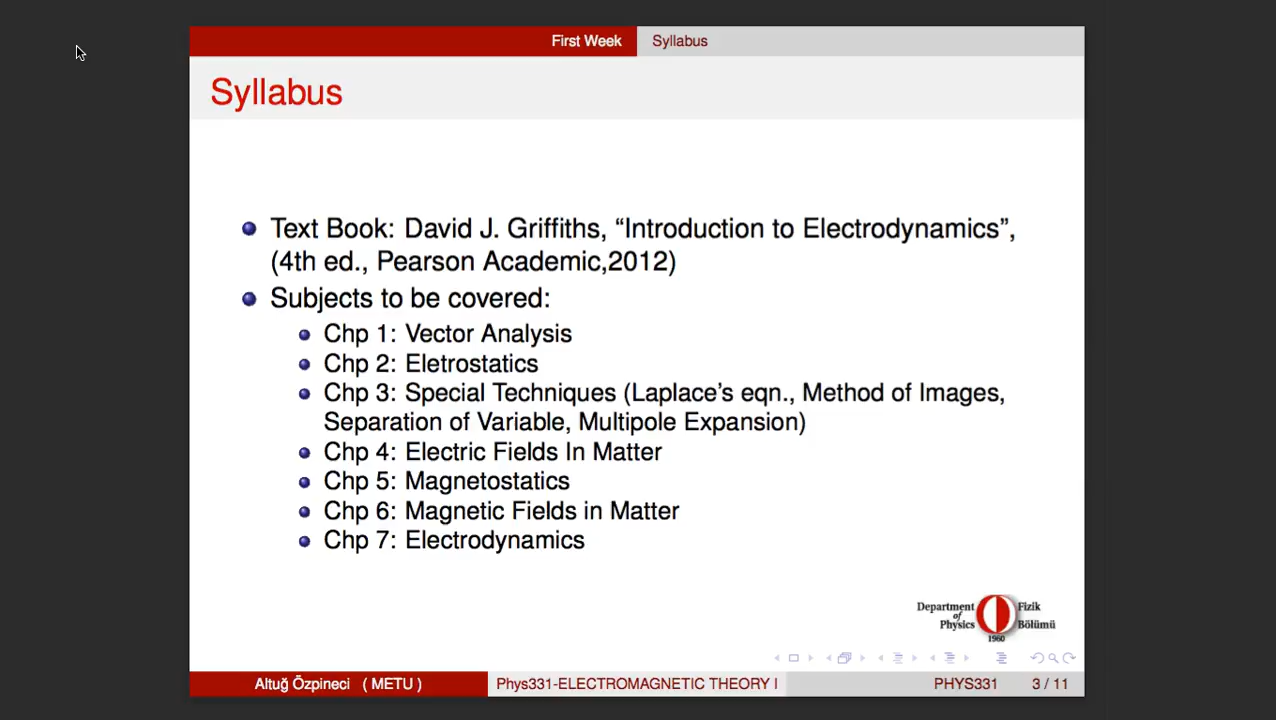 First Week Syllabus
Syllabus
Text Book: David J. Griffiths, “Introduction to Electrodynamics”,
(4th ed., Pearson Academic,2012)
Subjects to be covered:
Chp 1: Vector Analysis
Chp 2: Eletrostatics
Chp 3: Special Techniques (Laplace’s eqn., Method of Images,
Separation of Variable, Multipole Expansion)
Chp 4: Electric Fields In Matter
Chp 5: Magnetostatics
Chp 6: Magnetic Fields in Matter
Chp 7: Electrodynamics
Department Fizik
of
Physics Bölümü
1960
Altuğ Özpineci ( METU ) Phys331-ELECTROMAGNETIC THEORY I PHYS331 3 / 11